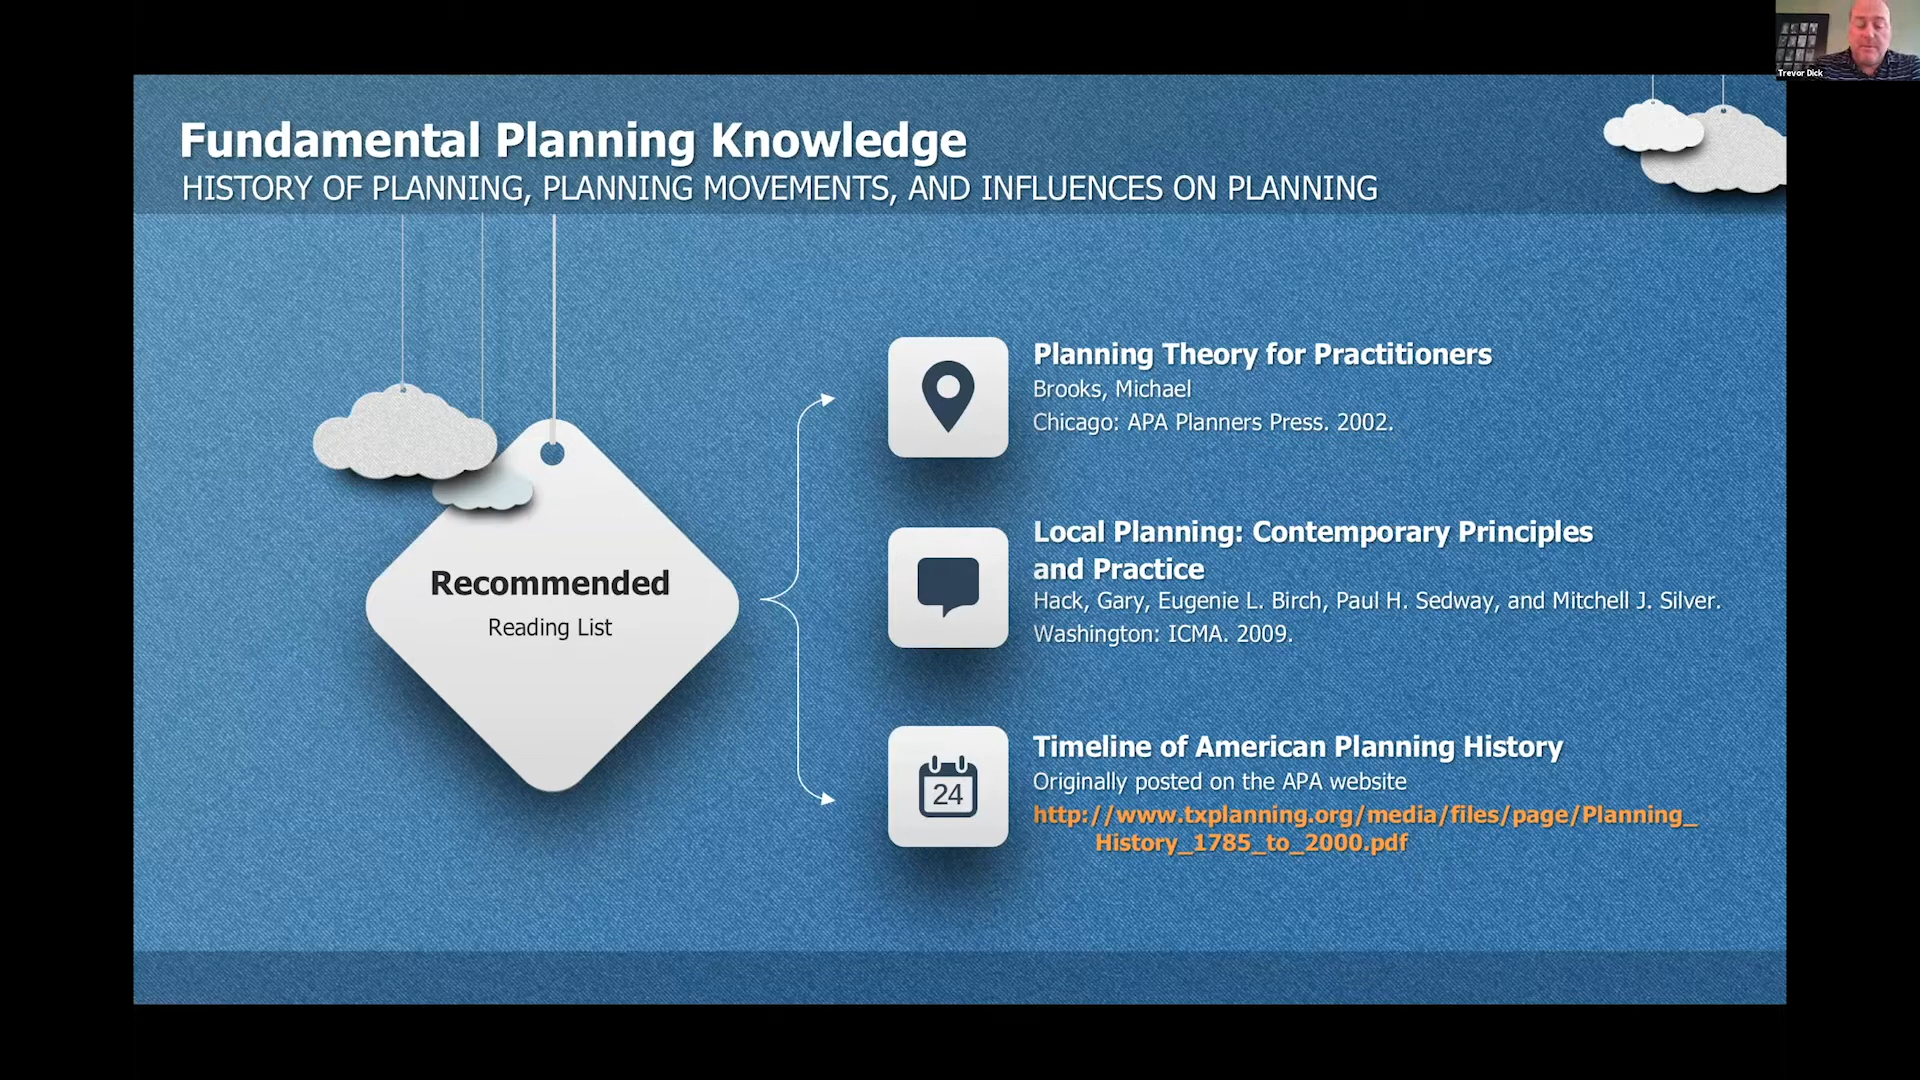 Trevor Dick
Fundamental Planning Knowledge
HISTORY OF PLANNING, PLANNING MOVEMENTS, AND INFLUENCES ON PLANNING
Recommended
Reading List
Planning Theory for Practitioners
Brooks, Michael
Chicago: APA Planners Press. 2002.
Local Planning: Contemporary Principles
and Practice
Hack, Gary, Eugenie L. Birch, Paul H. Sedway, and Mitchell J. Silver.
Washington: ICMA. 2009.
24
Timeline of American Planning History
Originally posted on the APA website
http://www.txplanning.org/media/files/page/Planning_
History_1785_to_2000.pdf